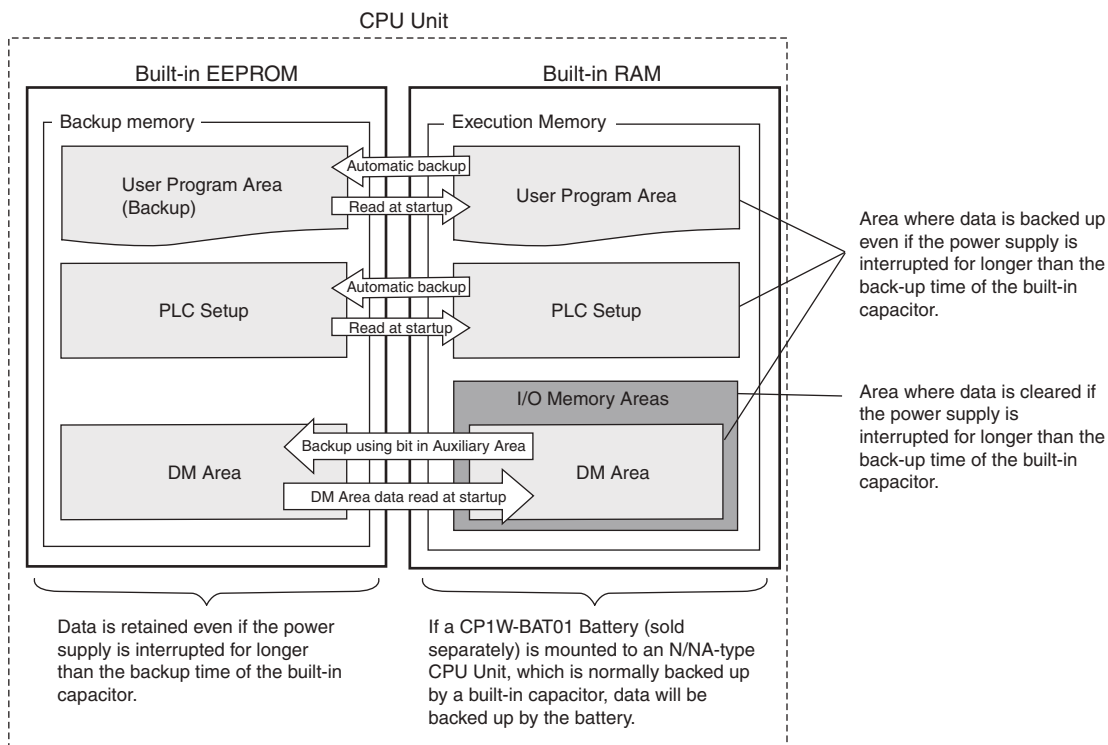 CPU Unit
Built-in EEPROM
Built-in RAM
Backup memory
Execution Memory
User Program Area
(Backup)
Automatic backup
Read at startup
User Program Area
PLC Setup
Automatic backup
Read at startup
PLC Setup
I/O Memory Areas
DM Area
Backup using bit in Auxiliary Area
DM Area data read at startup
DM Area
Area where data is backed up
even if the power supply is
interrupted for longer than the
back-up time of the built-in
capacitor.
Area where data is cleared if
the power supply is
interrupted for longer than the
back-up time of the built-in
capacitor.
Data is retained even if the power
supply is interrupted for longer
than the backup time of the built-in
capacitor.
If a CP1W-BAT01 Battery (sold
separately) is mounted to an N/NA-type
CPU Unit, which is normally backed up
by a built-in capacitor, data will be
backed up by the battery.